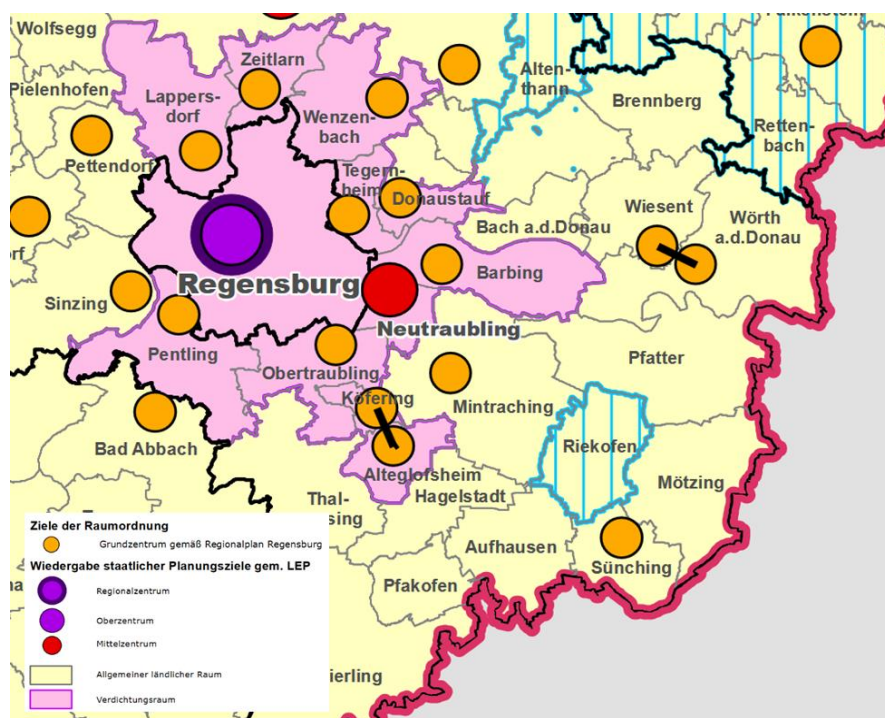 Wolfsegg
Zeitlarn
Pielenhofen
Alten-
thann
Brennberg
Lappers-
dorf
Wenzen-
bach
Retten-
bach
Pettendorf
Tegern-
heim
Donaustauf
Wiesent
Wörth
a.d.Donau
Bach a.d.Donau
Regensburg
Barbing
Sinzing
Neutraubling
Pentling
Obertraubling
Pfatter
Köfering
Mintraching
Bad Abbach
Riekofen
Alteglofsheim
Mötzing
Hagelstadt
Thal-
Aufhausen
Sünching
Pfakofen
Ziele der Raumordnung
Grundzentrum gemäß Regionalplan Regensburg
Wiedergabe staatlicher Planungsziele gem. LEP
Regionalzentrum
Oberzentrum
Mittelzentrum
Allgemeiner ländlicher Raum
Verdichtungsraum